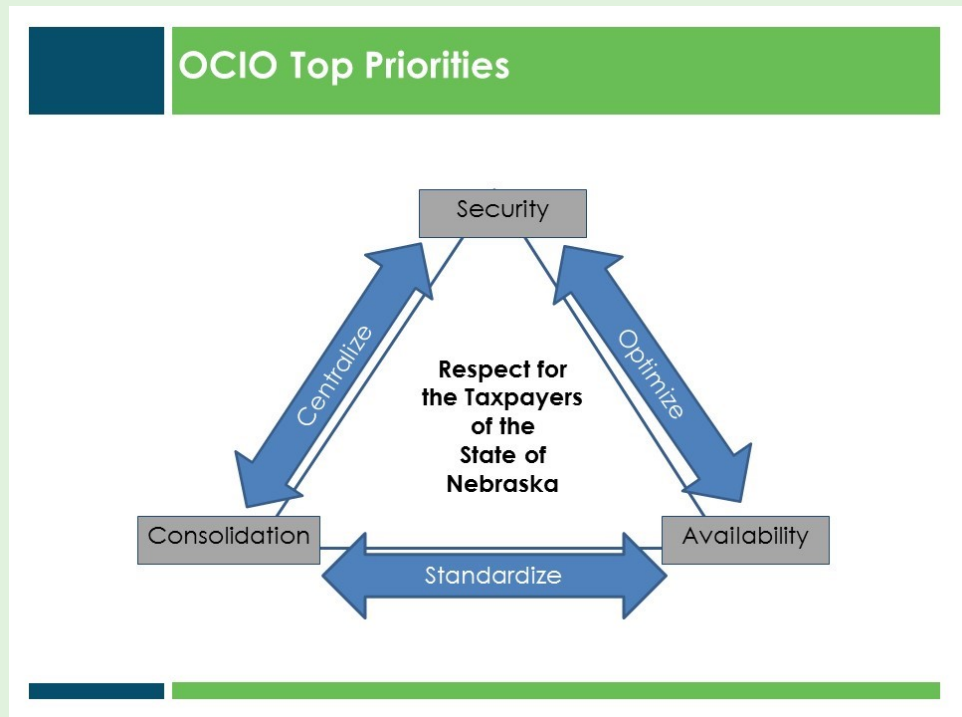 OCIO Top Priorities
Security
Centralize
Optimize
Respect for
the Taxpayers
of the
State of
Nebraska
Consolidation
Availability
Standardize